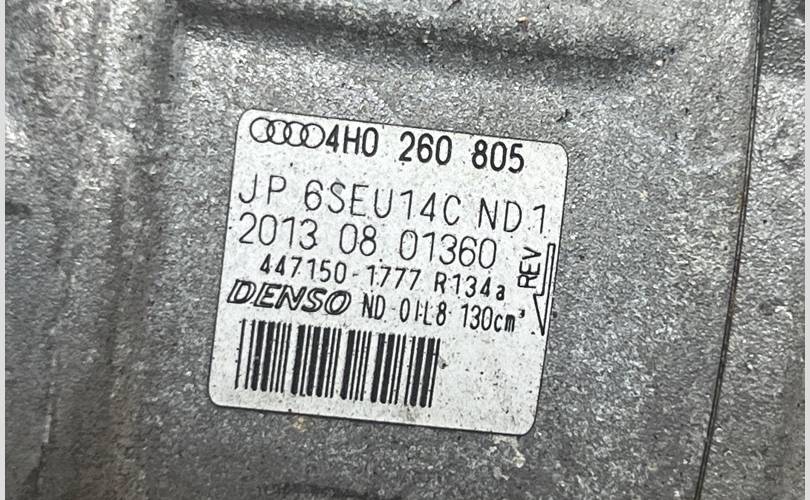 4H0 260 805
JP 6SEU14C ND1
2013 08 01360
447150-1777 R134a
DENSO ND-OIL8 130cm³
REV